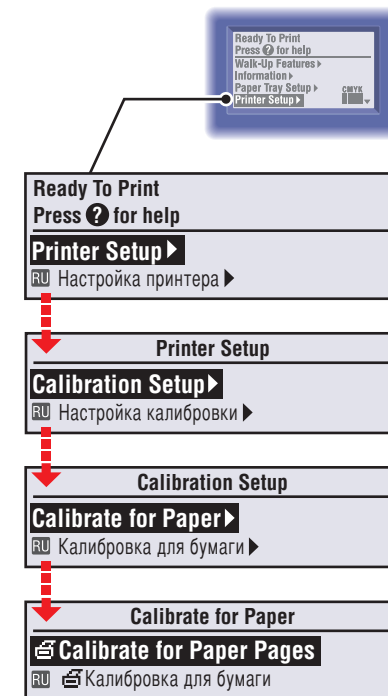 Ready To Print
Press ? for help
Walk-Up Features
Information
Paper Tray Setup
CMYK
Printer Setup
Ready To Print
Press ? for help
Printer Setup
RU Настройка принтера
Printer Setup
Calibration Setup
RU Настройка калибровки
Calibration Setup
Calibrate for Paper
RU Калибровка для бумаги
Calibrate for Paper
Calibrate for Paper Pages
RU Калибровка для бумаги